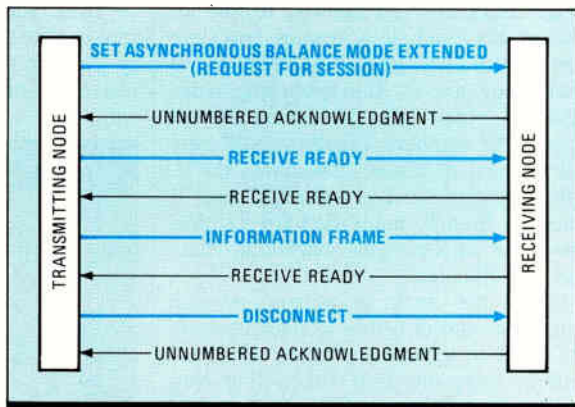 SET ASYNCHRONOUS BALANCE MODE EXTENDED
(REQUEST FOR SESSION)
UNNUMBERED ACKNOWLEDGMENT
RECEIVE READY
RECEIVE READY
INFORMATION FRAME
RECEIVE READY
DISCONNECT
UNNUMBERED ACKNOWLEDGMENT
TRANSMITTING NODE
RECEIVING NODE